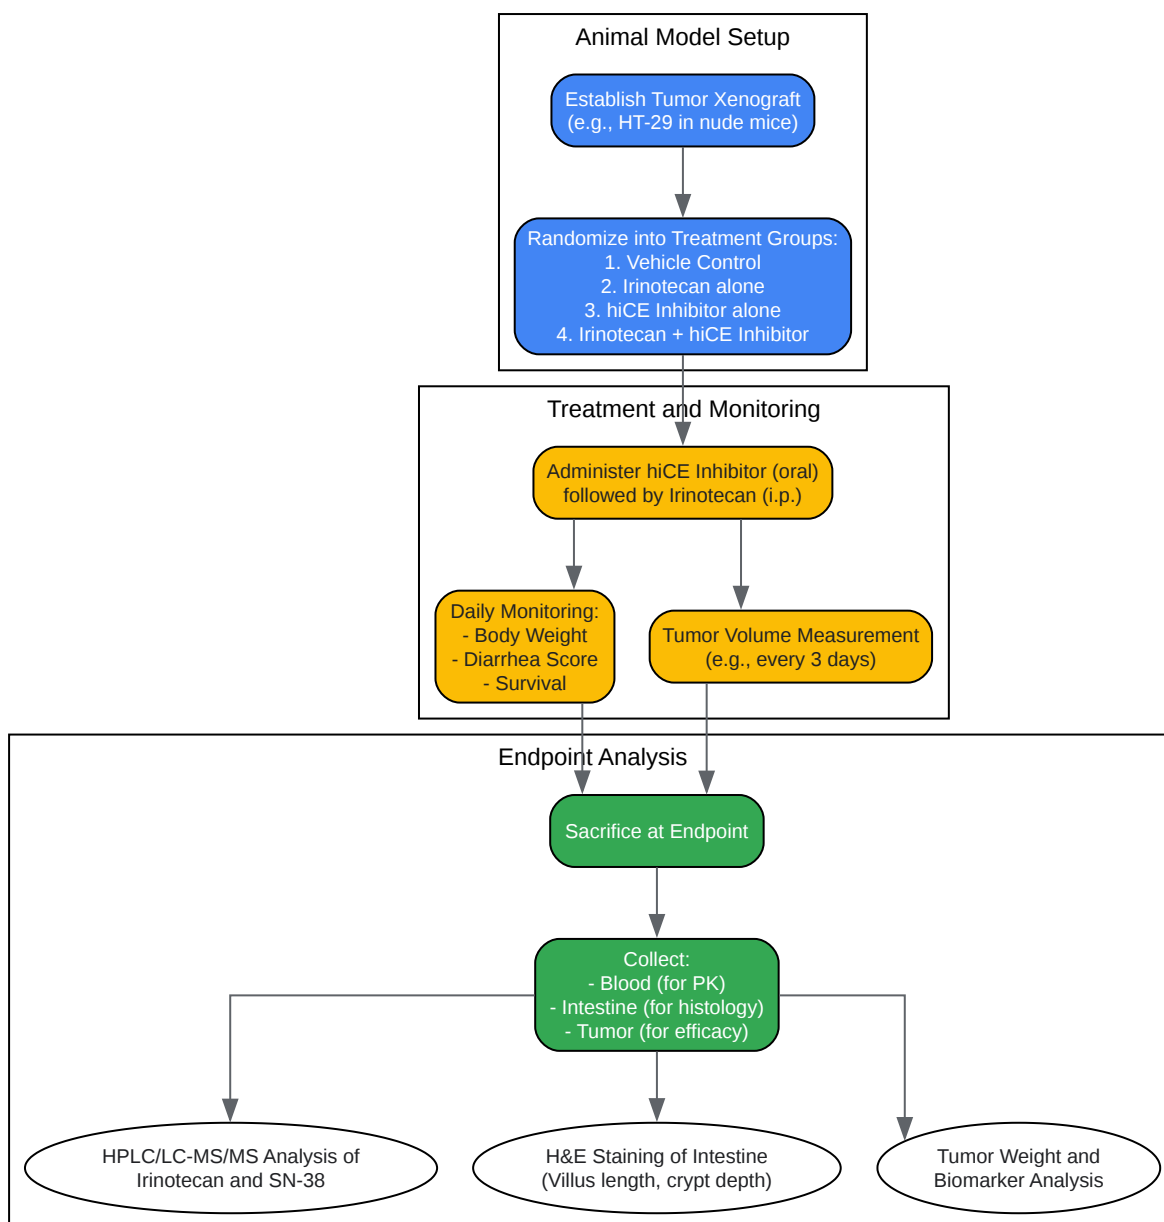 Animal Model Setup
Establish Tumor Xenograft
(e.g., HT-29 in nude mice)
Randomize into Treatment Groups:
1. Vehicle Control
2. Irinotecan alone
3. hiCE Inhibitor alone
4. Irinotecan + hiCE Inhibitor
Treatment and Monitoring
Administer hiCE Inhibitor (oral)
followed by Irinotecan (i.p.)
Daily Monitoring:
- Body Weight
- Diarrhea Score
- Survival
Tumor Volume Measurement
(e.g., every 3 days)
Endpoint Analysis
Sacrifice at Endpoint
Collect:
- Blood (for PK)
- Intestine (for histology)
- Tumor (for efficacy)
HPLC/LC-MS/MS Analysis of
Irinotecan and SN-38
H&E Staining of Intestine
(Villus length, crypt depth)
Tumor Weight and
Biomarker Analysis